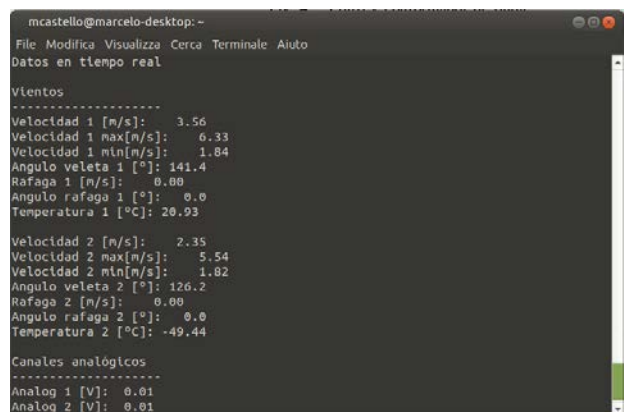 mcastello@marcelo-desktop: ~
File Modifica Visualizza Cerca Terminale Aiuto
Datos en tiempo real
Vientos
---------------------
Velocidad 1 [m/s]: 3.56
Velocidad 1 max[m/s]: 6.33
Velocidad 1 min[m/s]: 1.84
Angulo veleta 1 [º]: 141.4
Rafaga 1 [m/s]: 0.00
Angulo rafaga 1 [º]: 0.0
Temperatura 1 [ºC]: 20.93
Velocidad 2 [m/s]: 2.35
Velocidad 2 max[m/s]: 5.54
Velocidad 2 min[m/s]: 1.82
Angulo veleta 2 [º]: 126.2
Rafaga 2 [m/s]: 0.00
Angulo rafaga 2 [º]: 0.0
Temperatura 2 [ºC]: -49.44
Canales analógicos
---------------------
Analog 1 [V]: 0.01
Analog 2 [V]: 0.01